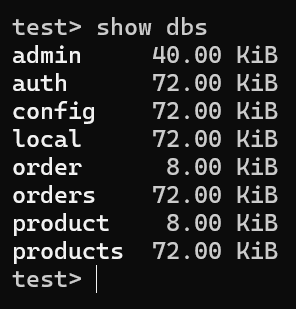 test> show dbs
admin     40.00 KiB
auth      72.00 KiB
config    72.00 KiB
local     72.00 KiB
order      8.00 KiB
orders    72.00 KiB
product    8.00 KiB
products  72.00 KiB
test>